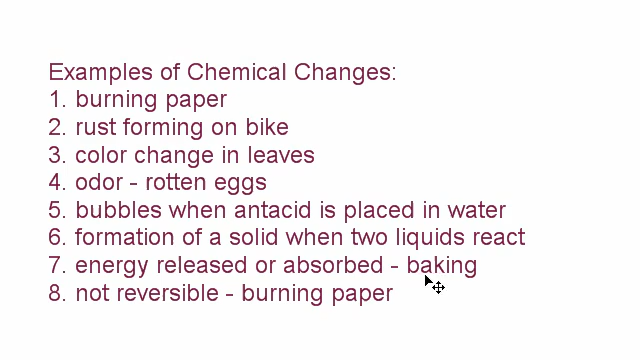 Examples of Chemical Changes:
1. burning paper
2. rust forming on bike
3. color change in leaves
4. odor - rotten eggs
5. bubbles when antacid is placed in water
6. formation of a solid when two liquids react
7. energy released or absorbed - baking
8. not reversible - burning paper